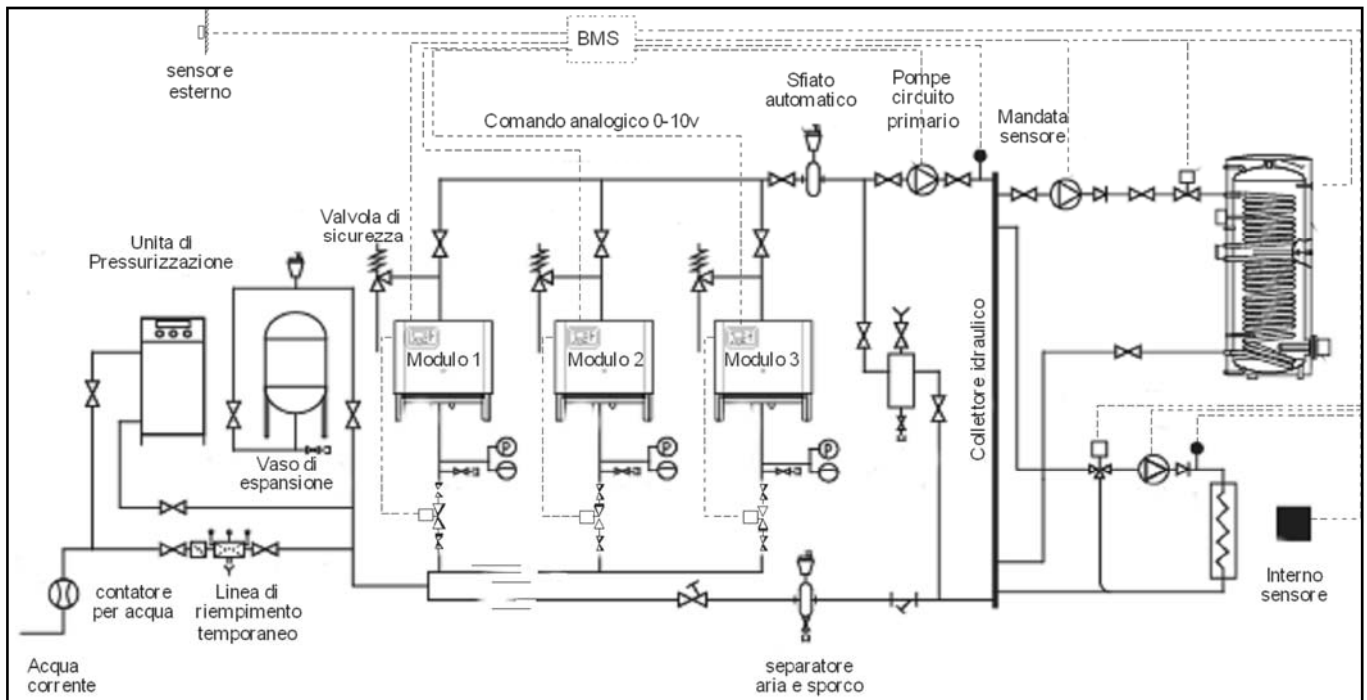 BMS
sensore
esterno
Sfiato
automatico
Pompe
circuito
primario
Comando analogico 0-10v
Mandata
sensore
Valvola di
sicurezza
Unita di
Pressurizzazione
Modulo 1
Modulo 2
Modulo 3
Collettore idraulico
Vaso di
espansione
P
P
P
contatore
per acqua
Linea di
riempimento
temporaneo
Interno
sensore
Acqua
corrente
separatore
aria e sporco